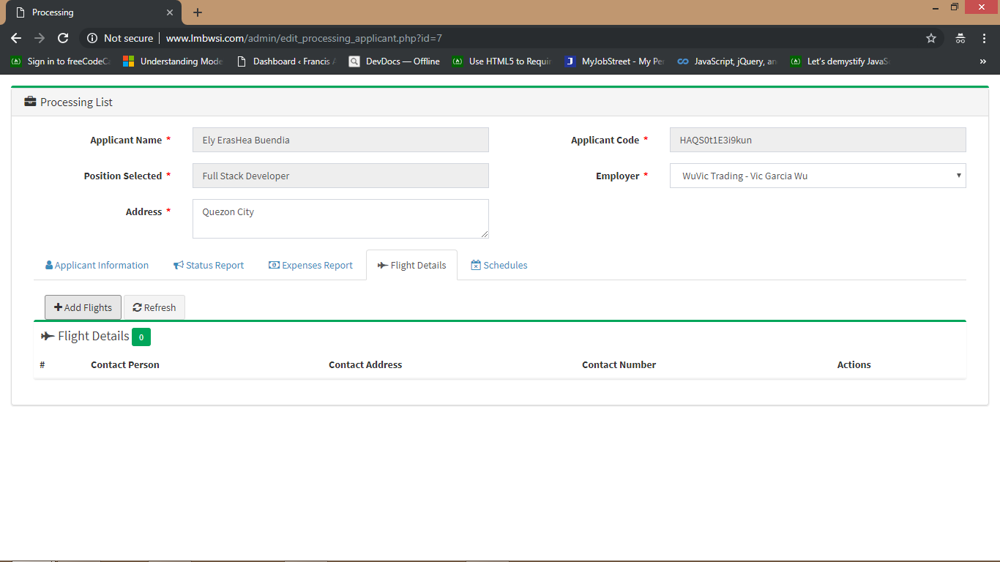 Processing
Not secure www.lmbwsi.com/admin/edit_processing_applicant.php?id=7
Sign in to freeCodeCa Understanding Mode Dashboard ‹ Francis DevDocs — Offline Use HTML5 to Requir MyJobStreet - My Per JavaScript, jQuery, an Let's demystify JavaS »
Processing List
Applicant Name * Ely ErasHea Buendia Applicant Code * HAQS0t1E3i9kun
Position Selected * Full Stack Developer Employer * WuVic Trading - Vic Garcia Wu
Address * Quezon City
Applicant Information Status Report Expenses Report Flight Details Schedules
Add Flights Refresh
Flight Details 0
# Contact Person Contact Address Contact Number Actions